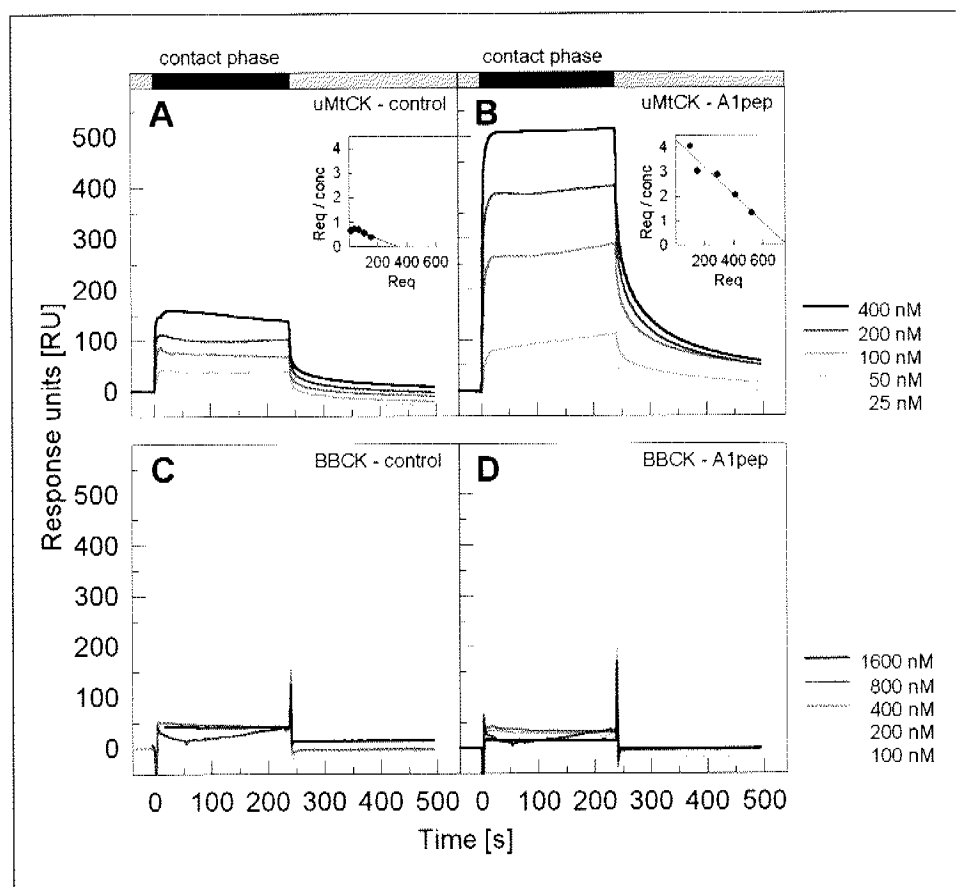 contact phase
contact phase
A
uMtCK - control
B
uMtCK - A1pep
500
400
300
200
100
0
4
3
2
1
0
Req / conc
200 400 600
Req
4
3
2
1
0
Req / conc
200 400 600
Req
400 nM
200 nM
100 nM
50 nM
25 nM
Response units [RU]
C
BBCK - control
D
BBCK - A1pep
500
400
300
200
100
0
1600 nM
800 nM
400 nM
200 nM
100 nM
0 100 200 300 400 500
0 100 200 300 400 500
Time [s]